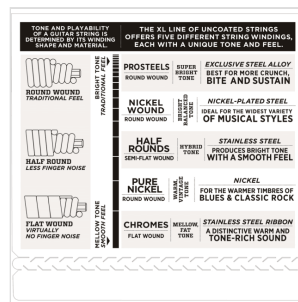 TONE AND PLAYABILITY
OF A GUITAR STRING IS
DETERMINED BY ITS WINDING
SHAPE AND MATERIAL.
THE XL LINE OF UNCOATED STRINGS
OFFERS FIVE DIFFERENT STRING WINDINGS,
EACH WITH A UNIQUE TONE AND FEEL.
ROUND WOUND
TRADITIONAL FEEL
HALF ROUND
LESS FINGER NOISE
FLAT WOUND
VIRTUALLY
NO FINGER NOISE
BRIGHT TONE
TRADITIONAL FEEL
MELLOW TONE
SMOOTH FEEL
PROSTEELS
ROUND WOUND
SUPER
BRIGHT
TONE
EXCLUSIVE STEEL ALLOY
BEST FOR MORE CRUNCH,
BITE AND SUSTAIN
NICKEL
WOUND
ROUND WOUND
BRIGHT
BALANCED
TONE
NICKEL-PLATED STEEL
IDEAL FOR THE WIDEST VARIETY
OF MUSICAL STYLES
HALF
ROUNDS
SEMI-FLAT WOUND
HYBRID
TONE
STAINLESS STEEL
PRODUCES BRIGHT TONE
WITH A SMOOTH FEEL
PURE
NICKEL
ROUND WOUND
WARM
VINTAGE
TONE
NICKEL
FOR THE WARMER TIMBRES OF
BLUES & CLASSIC ROCK
CHROMES
FLAT WOUND
MELLOW,
FAT
TONE
STAINLESS STEEL RIBBON
A DISTINCTIVE WARM AND
TONE-RICH SOUND